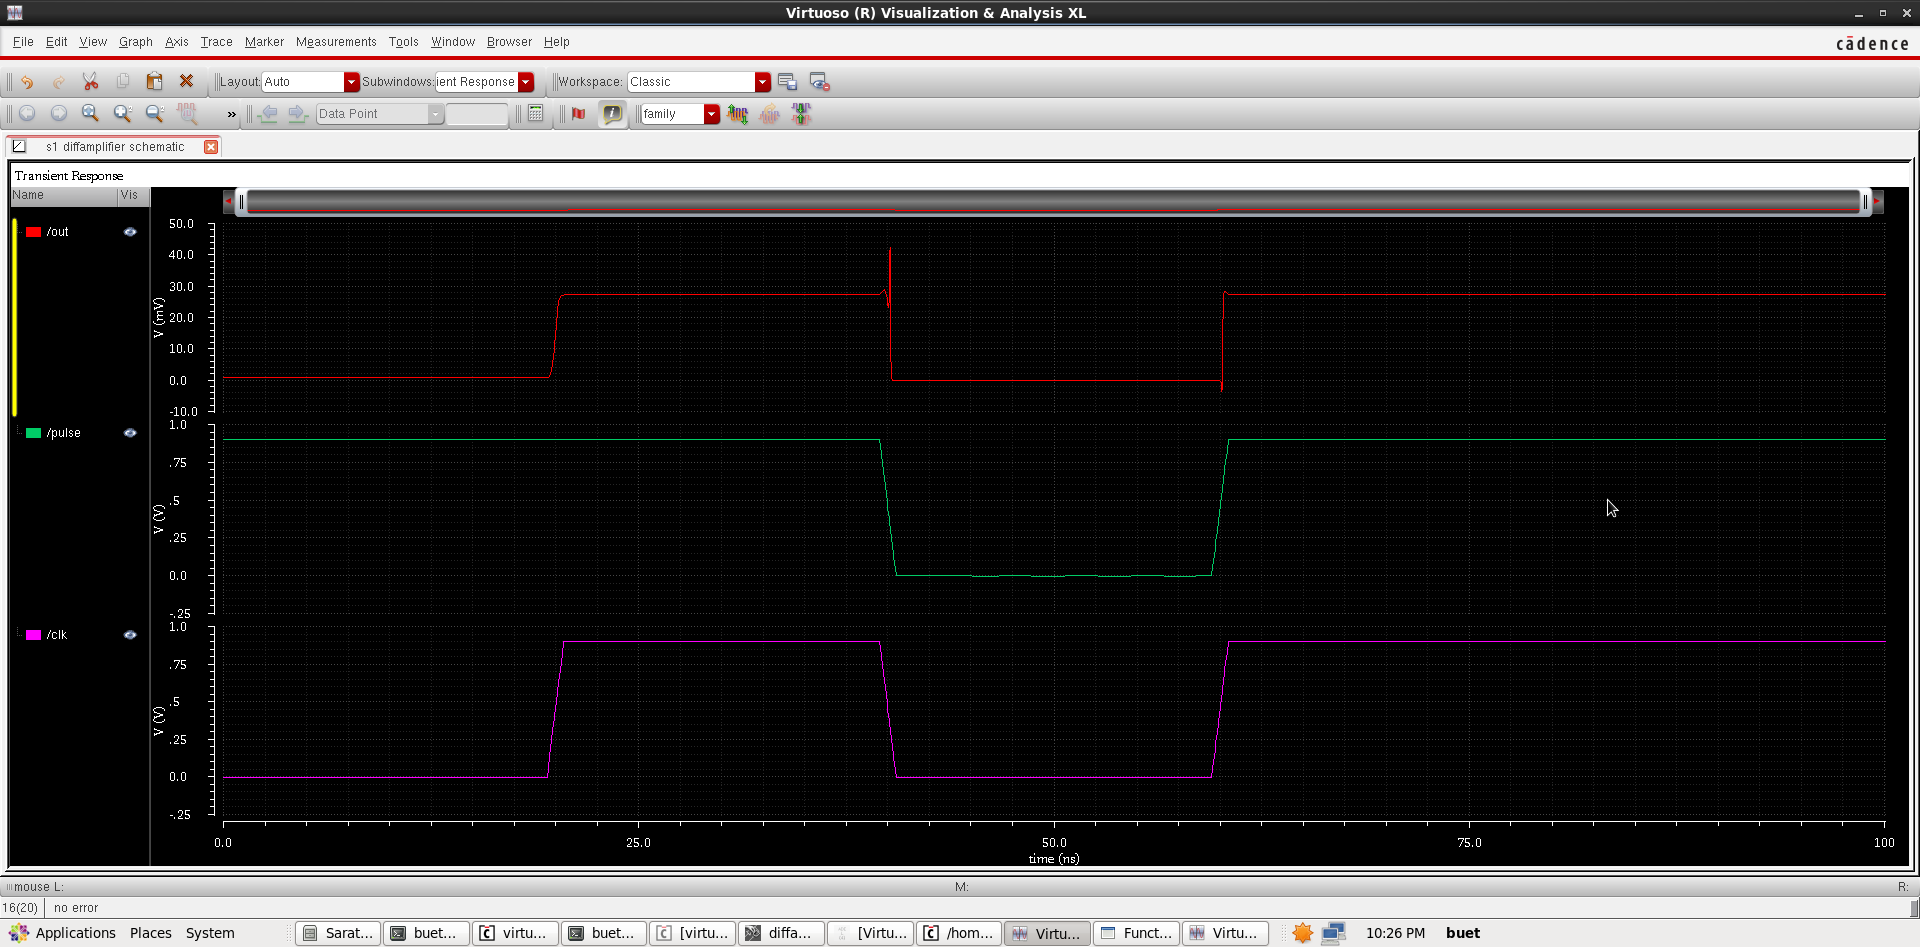 Virtuoso (R) Visualization & Analysis XL
File Edit View Graph Axis Trace Marker Measurements Tools Window Browser Help
cādence
Layout: Auto Subwindows: ient Response Workspace: Classic
» Data Point family
s1 diffamplifier schematic
Transient Response
Name Vis
/out
50.0
40.0
30.0
20.0
10.0
0.0
-10.0
V (mV)
/pulse
1.0
.75
.5
.25
0.0
-.25
V (V)
/clk
1.0
.75
.5
.25
0.0
-.25
V (V)
0.0 25.0 50.0 75.0 100
time (ns)
mouse L: M: R:
16(20) no error
Applications Places System Sarat... buet... virtu... buet... [virtu... diffa... [Virtu... /hom... Virtu... Funct... Virtu... 10:26 PM buet